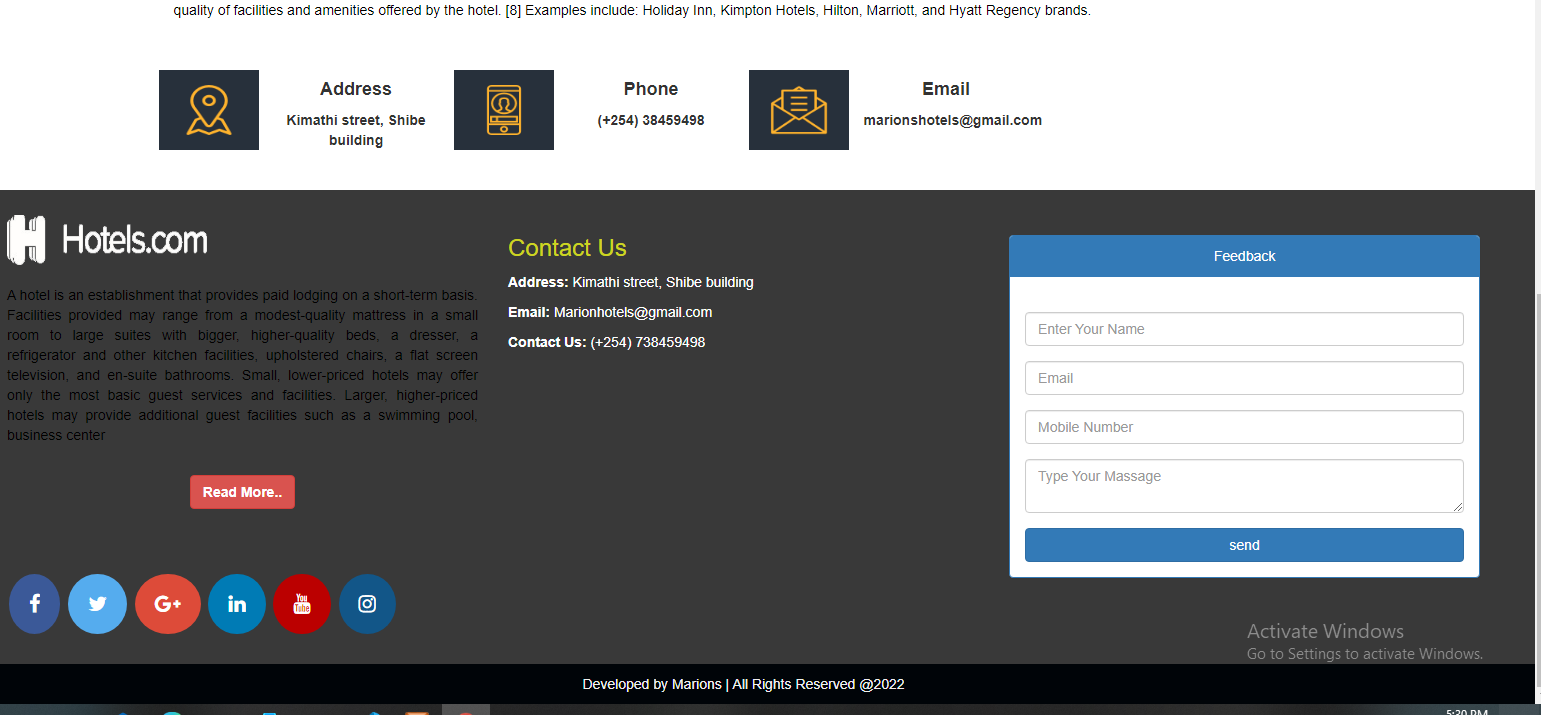 quality of facilities and amenities offered by the hotel. [8] Examples include: Holiday Inn, Kimpton Hotels, Hilton, Marriott, and Hyatt Regency brands.
Address
Kimathi street, Shibe
building
Phone
(+254) 38459498
Email
marionshotels@gmail.com
Hotels.com
A hotel is an establishment that provides paid lodging on a short-term basis.
Facilities provided may range from a modest-quality mattress in a small
room to large suites with bigger, higher-quality beds, a dresser, a
refrigerator and other kitchen facilities, upholstered chairs, a flat screen
television, and en-suite bathrooms. Small, lower-priced hotels may offer
only the most basic guest services and facilities. Larger, higher-priced
hotels may provide additional guest facilities such as a swimming pool,
business center
Read More..
f
G+
in
You
Tube
Contact Us
Address: Kimathi street, Shibe building
Email: Marionhotels@gmail.com
Contact Us: (+254) 738459498
Feedback
Enter Your Name
Email
Mobile Number
Type Your Massage
send
Activate Windows
Go to Settings to activate Windows.
Developed by Marions | All Rights Reserved @2022
5:30 PM